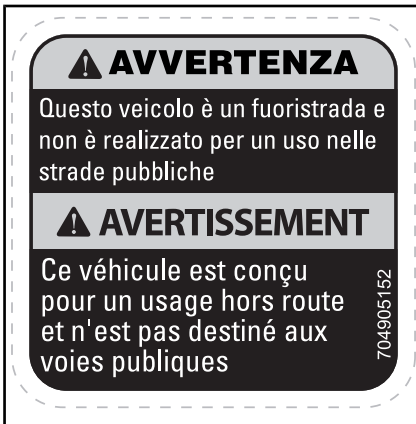 AVVERTENZA
Questo veicolo è un fuoristrada e
non è realizzato per un uso nelle
strade pubbliche
AVERTISSEMENT
Ce véhicule est conçu
pour un usage hors route
et n'est pas destiné aux
voies publiques
704905152